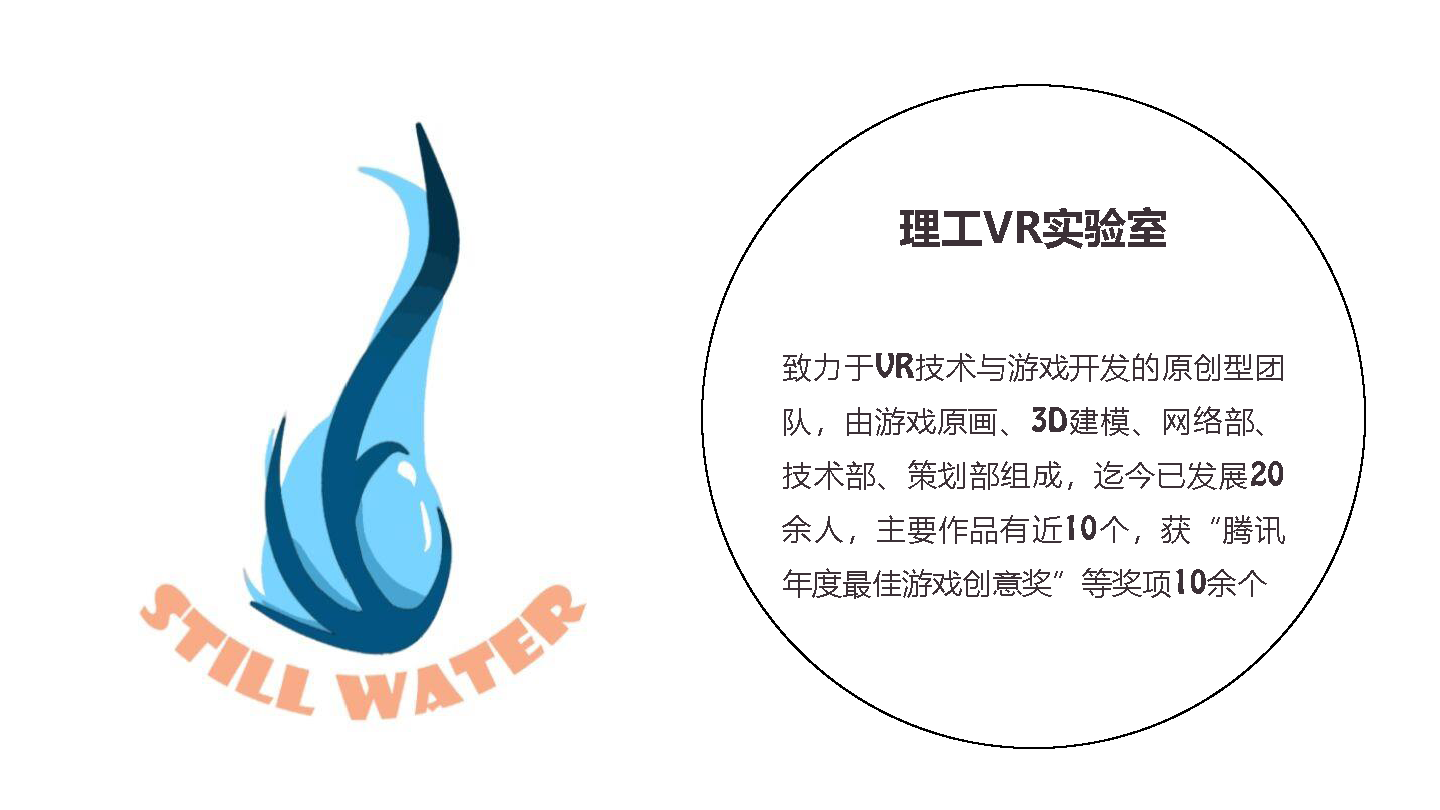 STILL WATER
理工VR实验室
致力于VR技术与游戏开发的原创型团
队，由游戏原画、3D建模、网络部、
技术部、策划部组成，迄今已发展20
余人，主要作品有近10个，获“腾讯
年度最佳游戏创意奖”等奖项10余个